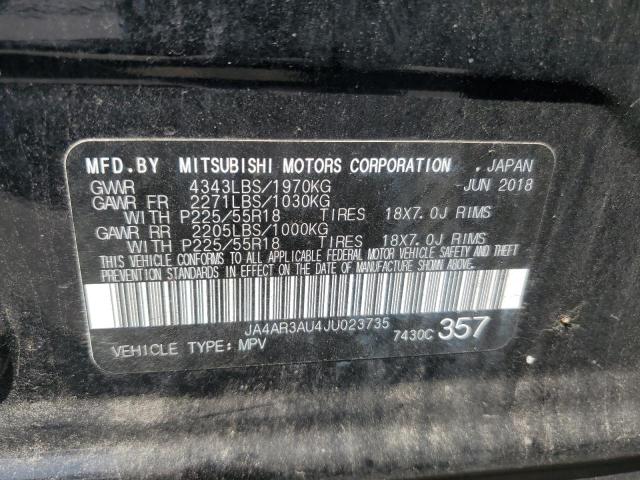 MFD.BY MITSUBISHI MOTORS CORPORATION . JAPAN
GVWR 4343LBS/1970KG JUN 2018
GAWR FR 2271LBS/1030KG
WITH P225/55R18 TIRES 18X7.0J RIMS
GAWR RR 2205LBS/1000KG
WITH P225/55R18 TIRES 18X7.0J RIMS
THIS VEHICLE CONFORMS TO ALL APPLICABLE FEDERAL MOTOR VEHICLE SAFETY AND THEFT
PREVENTION STANDARDS IN EFFECT ON THE DATE OF MANUFACTURE SHOWN ABOVE.
JA4AR3AU4JU023735
VEHICLE TYPE: MPV 7430C 357